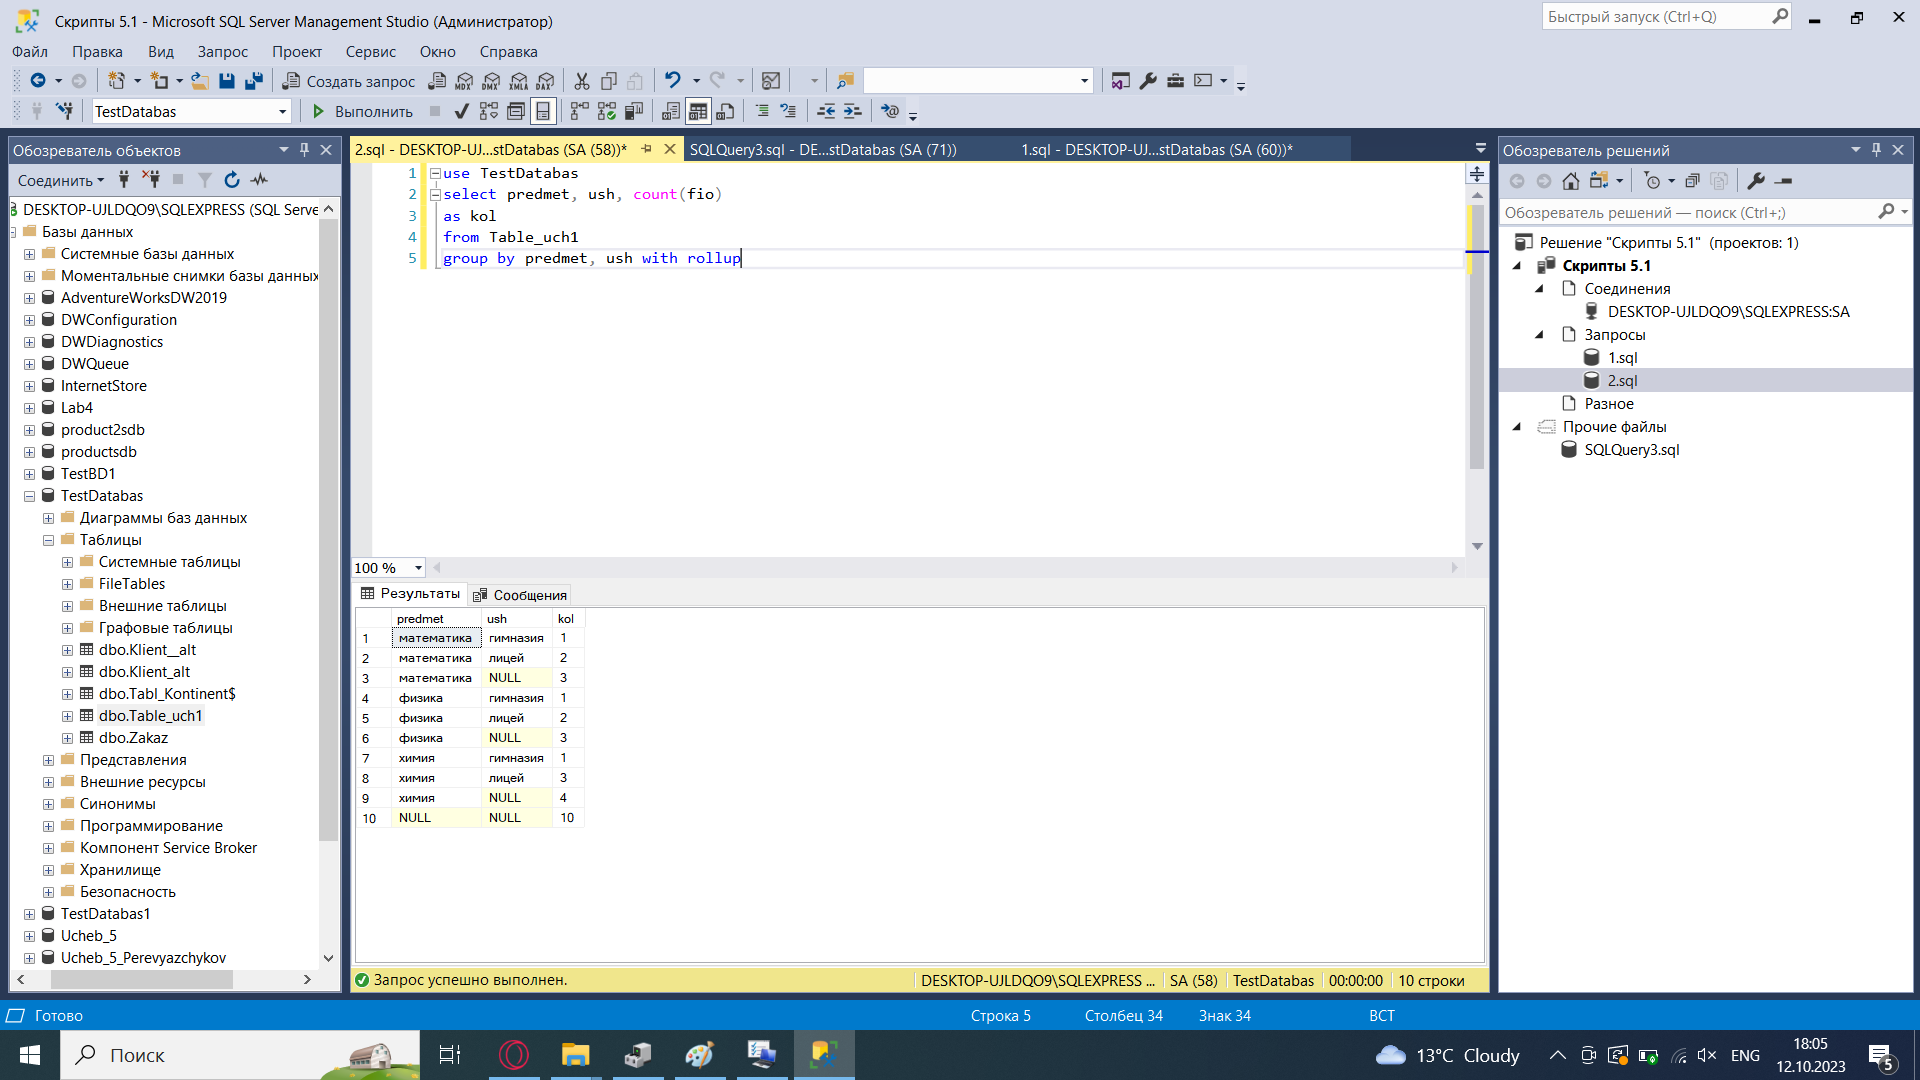 Скрипты 5.1 - Microsoft SQL Server Management Studio (Администратор)
Быстрый запуск (Ctrl+Q)
Файл Правка Вид Запрос Проект Сервис Окно Справка
Создать запрос
MDX DMX XMLA DAX
TestDatabas
Выполнить
Обозреватель объектов
Соединить
DESKTOP-UJLDQO9\SQLEXPRESS (SQL Serve
Базы данных
Системные базы данных
Моментальные снимки базы данных
AdventureWorksDW2019
DWConfiguration
DWDiagnostics
DWQueue
InternetStore
Lab4
product2sdb
productsdb
TestBD1
TestDatabas
Диаграммы баз данных
Таблицы
Системные таблицы
FileTables
Внешние таблицы
Графовые таблицы
dbo.Klient__alt
dbo.Klient_alt
dbo.Tabl_Kontinent$
dbo.Table_uch1
dbo.Zakaz
Представления
Внешние ресурсы
Синонимы
Программирование
Компонент Service Broker
Хранилище
Безопасность
TestDatabas1
Ucheb_5
Ucheb_5_Perevyazchykov
2.sql - DESKTOP-UJ...stDatabas (SA (58))*
SQLQuery3.sql - DE...stDatabas (SA (71))
1.sql - DESKTOP-UJ...stDatabas (SA (60))*
1 use TestDatabas
2 select predmet, ush, count(fio)
3 as kol
4 from Table_uch1
5 group by predmet, ush with rollup
100 %
Результаты Сообщения
predmet ush kol
1 математика гимназия 1
2 математика лицей 2
3 математика NULL 3
4 физика гимназия 1
5 физика лицей 2
6 физика NULL 3
7 химия гимназия 1
8 химия лицей 3
9 химия NULL 4
10 NULL NULL 10
Запрос успешно выполнен.
DESKTOP-UJLDQO9\SQLEXPRESS ... SA (58) TestDatabas 00:00:00 10 строки
Обозреватель решений
Обозреватель решений — поиск (Ctrl+;)
Решение "Скрипты 5.1" (проектов: 1)
Скрипты 5.1
Соединения
DESKTOP-UJLDQO9\SQLEXPRESS:SA
Запросы
1.sql
2.sql
Разное
Прочие файлы
SQLQuery3.sql
Готово
Строка 5 Столбец 34 Знак 34 ВСТ
Поиск
13°C Cloudy
ENG
18:05
12.10.2023
5